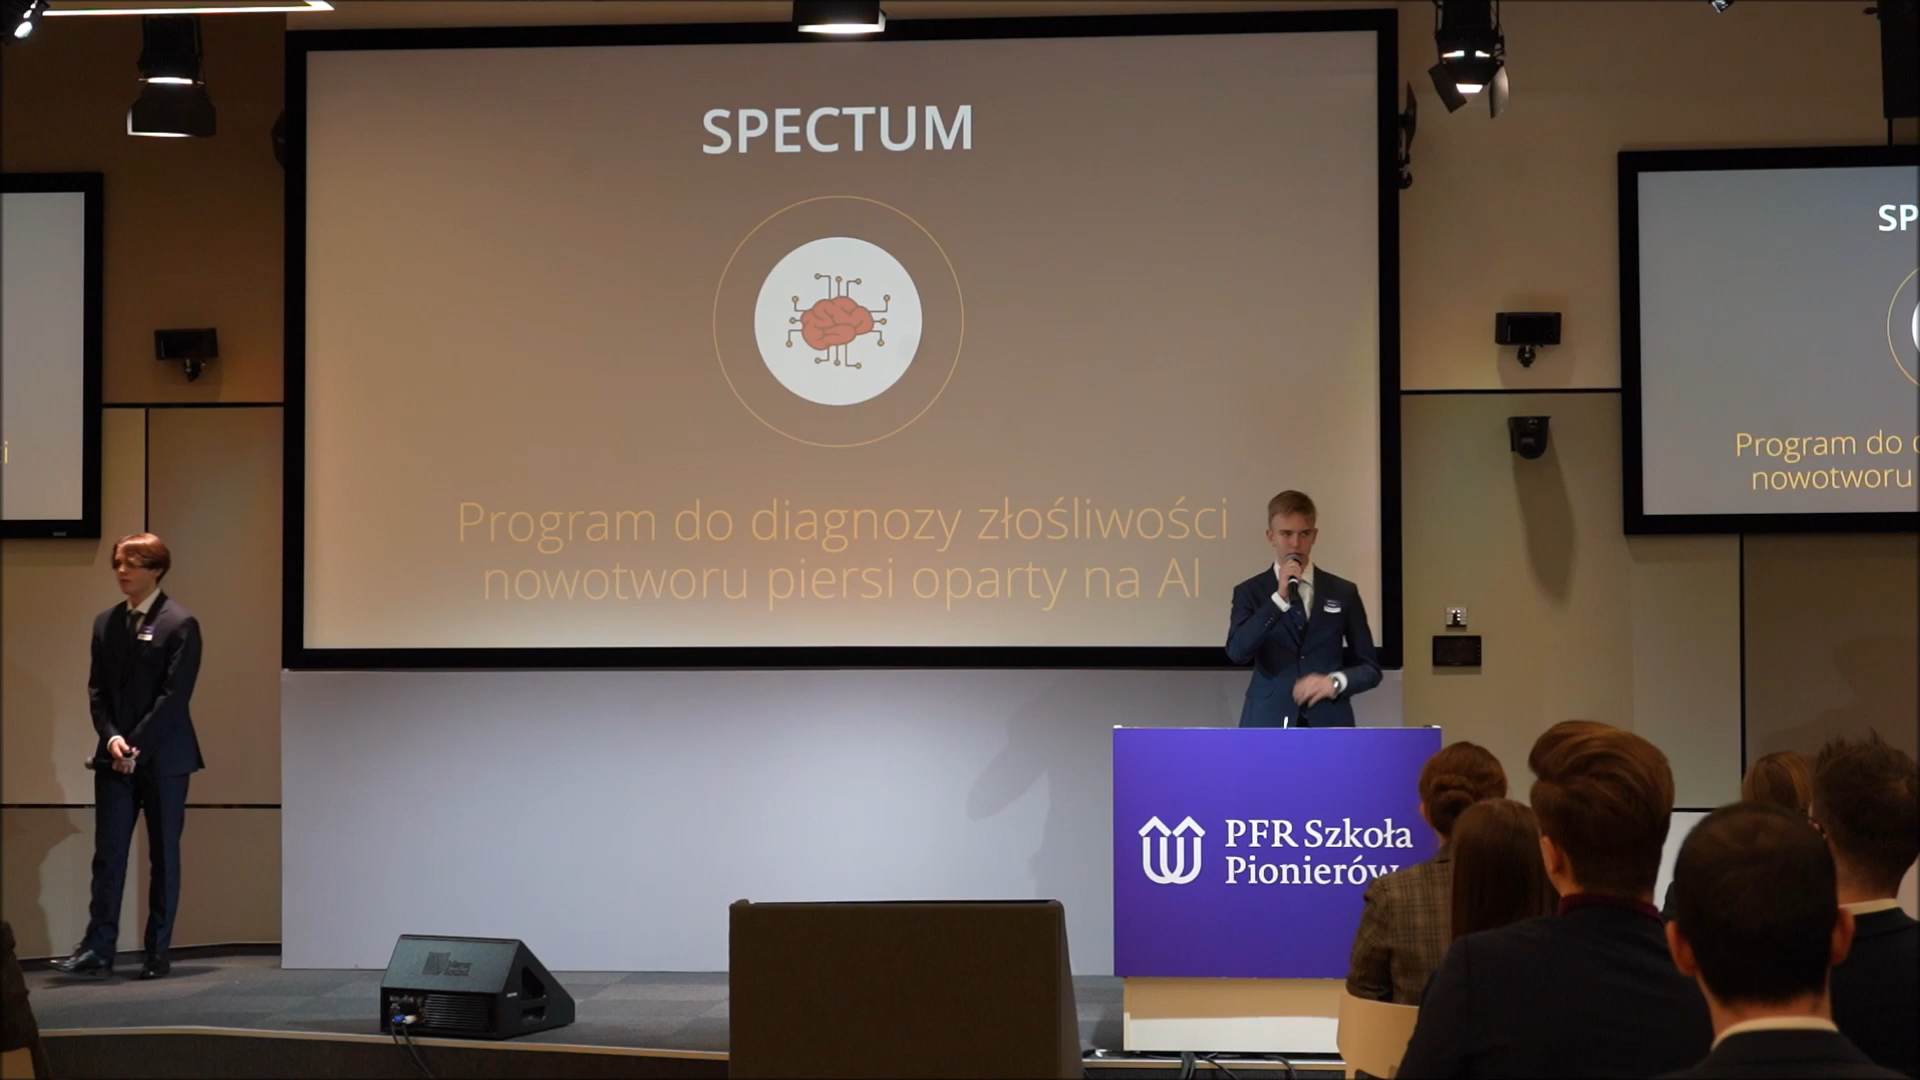 SPECTUM
Program do diagnozy złośliwości
nowotworu piersi oparty na AI
SP
Program do
nowotworu
PFR Szkoła
Pionierów